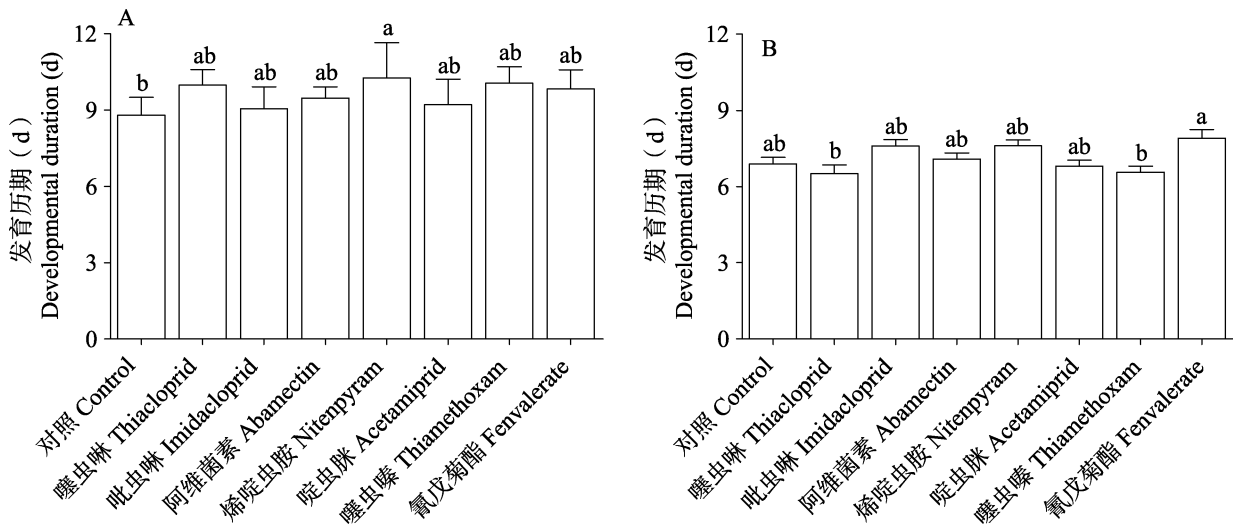 A
12
9
6
3
0
发育历期（d）
Developmental duration (d)
b
ab
ab
ab
a
ab
ab
ab
对照 Control
噻虫啉 Thiacloprid
吡虫啉 Imidacloprid
阿维菌素 Abamectin
烯啶虫胺 Nitenpyram
啶虫脒 Acetamiprid
噻虫嗪 Thiamethoxam
氰戊菊酯 Fenvalerate
B
12
9
6
3
0
发育历期（d）
Developmental duration (d)
ab
b
ab
ab
ab
ab
b
a
对照 Control
噻虫啉 Thiacloprid
吡虫啉 Imidacloprid
阿维菌素 Abamectin
烯啶虫胺 Nitenpyram
啶虫脒 Acetamiprid
噻虫嗪 Thiamethoxam
氰戊菊酯 Fenvalerate